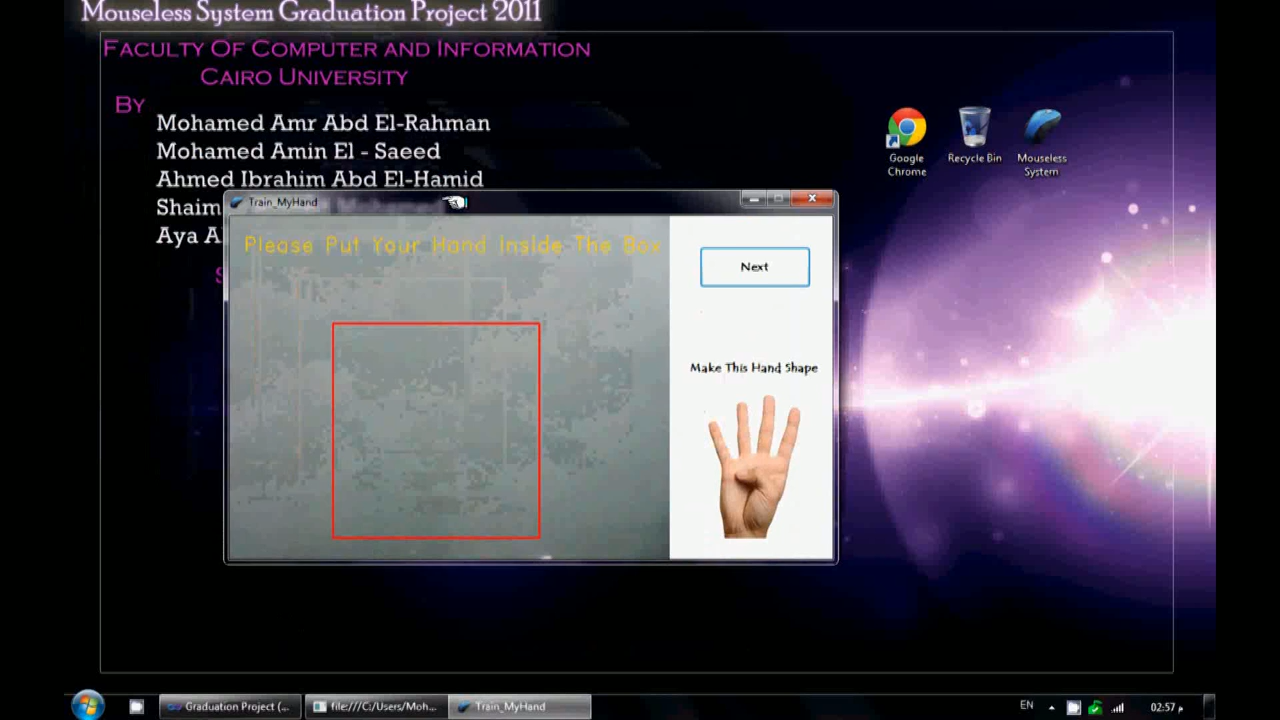 Mouseless System Graduation Project 2011
Faculty Of Computer and Information
Cairo University
By
Mohamed Amr Abd El-Rahman
Mohamed Amin El - Saeed
Ahmed Ibrahim Abd El-Hamid
Shaim
Aya A
Google
Chrome
Recycle Bin
Mouseless
System
Train_MyHand
Please Put Your Hand Inside The Box
Next
Make This Hand Shape
Graduation Project (...
file:///C:/Users/Moh...
Train_MyHand
EN
02:57 م